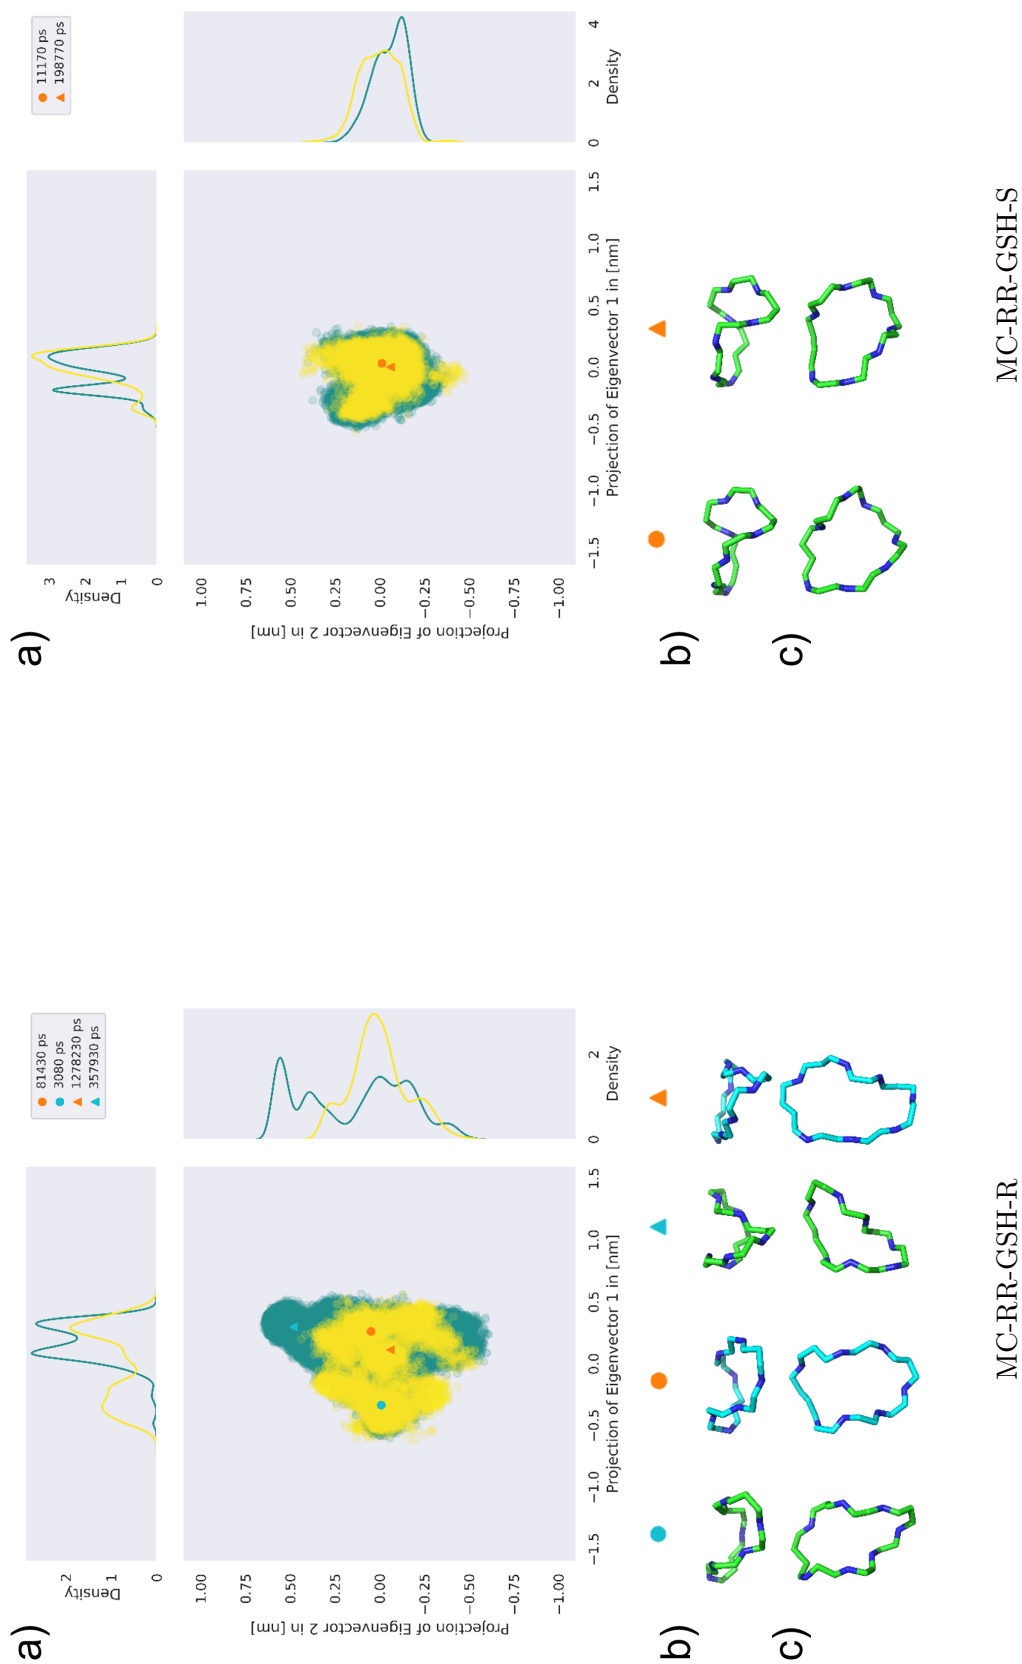 a)
Density
2
0
81430 ps
3080 ps
1278230 ps
357930 ps
Projection of Eigenvector 2 in [nm]
1.00
0.75
0.50
0.25
0.00
−0.25
−0.50
−0.75
−1.00
−1.5
−1.0
−0.5
0.0
0.5
1.0
1.5
Projection of Eigenvector 1 in [nm]
0
2
Density
b)
c)
MC-RR-GSH-R
a)
Density
3
2
1
0
11170 ps
198770 ps
Projection of Eigenvector 2 in [nm]
1.00
0.75
0.50
0.25
0.00
−0.25
−0.50
−0.75
−1.00
−1.5
−1.0
−0.5
0.0
0.5
1.0
1.5
Projection of Eigenvector 1 in [nm]
0
2
4
Density
b)
c)
MC-RR-GSH-S